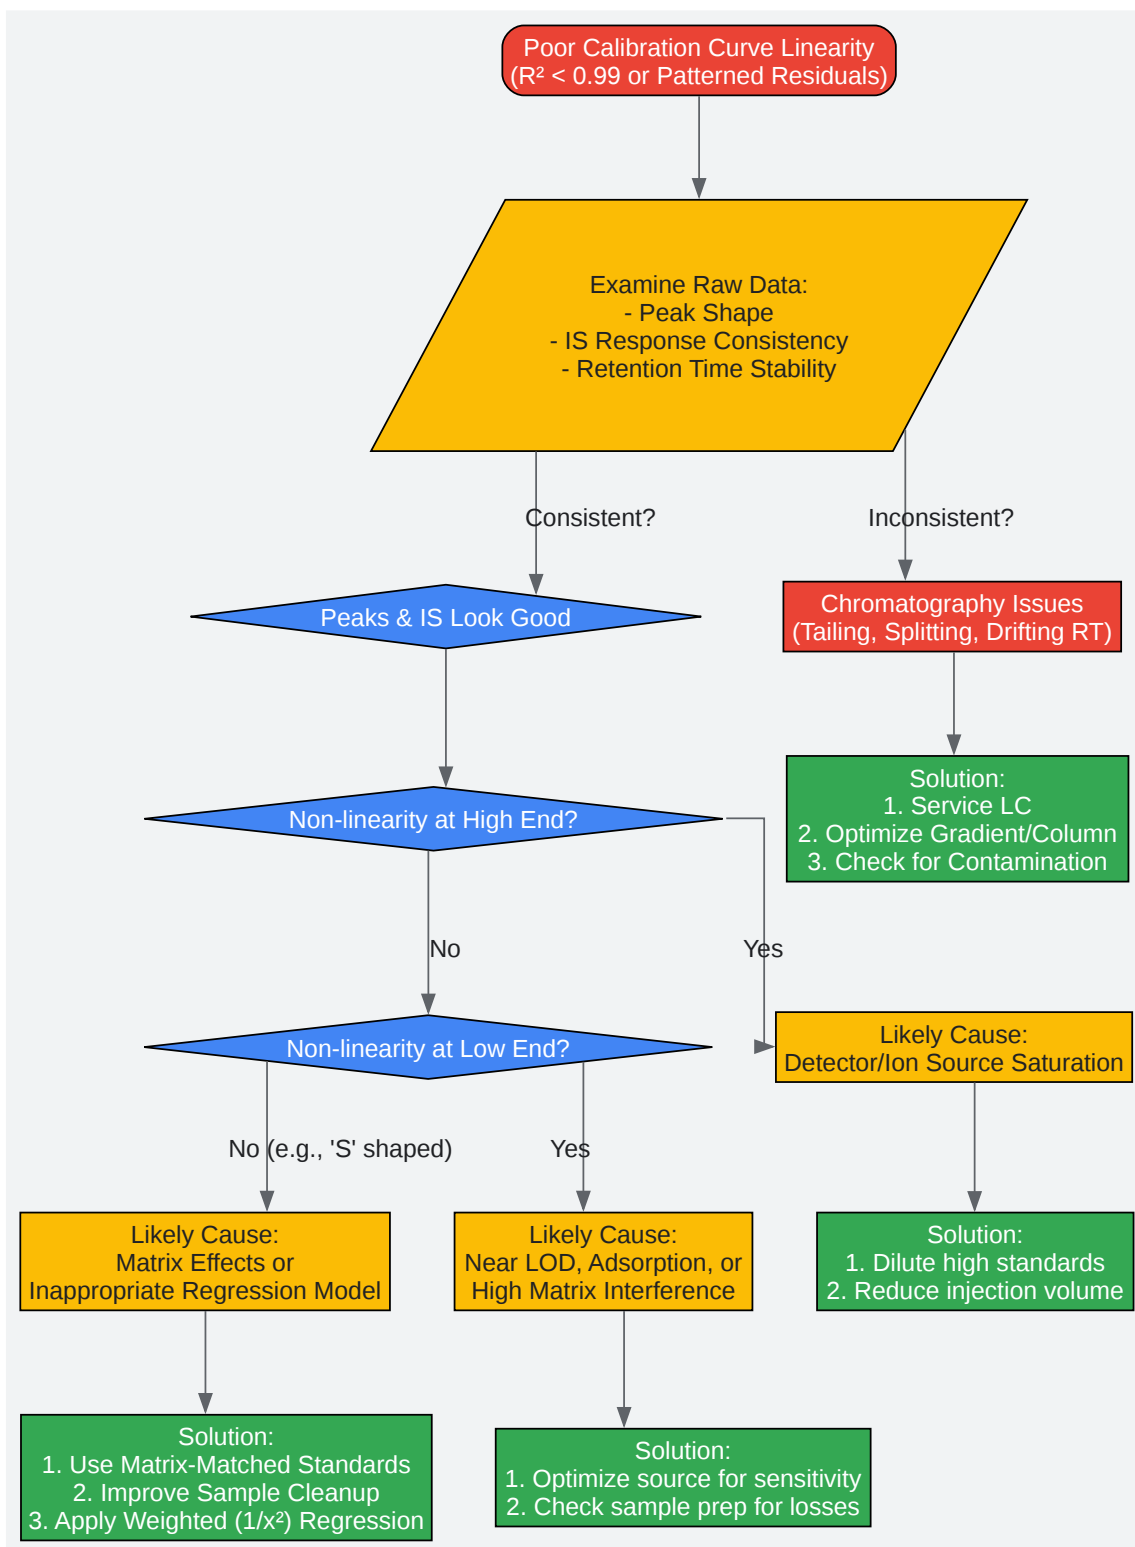 Poor Calibration Curve Linearity
(R² < 0.99 or Patterned Residuals)
Examine Raw Data:
- Peak Shape
- IS Response Consistency
- Retention Time Stability
Consistent?
Inconsistent?
Peaks & IS Look Good
Chromatography Issues
(Tailing, Splitting, Drifting RT)
Solution:
1. Service LC
2. Optimize Gradient/Column
3. Check for Contamination
Non-linearity at High End?
No
Yes
Non-linearity at Low End?
Likely Cause:
Detector/Ion Source Saturation
No (e.g., 'S' shaped)
Yes
Likely Cause:
Matrix Effects or
Inappropriate Regression Model
Likely Cause:
Near LOD, Adsorption, or
High Matrix Interference
Solution:
1. Dilute high standards
2. Reduce injection volume
Solution:
1. Use Matrix-Matched Standards
2. Improve Sample Cleanup
3. Apply Weighted (1/x²) Regression
Solution:
1. Optimize source for sensitivity
2. Check sample prep for losses